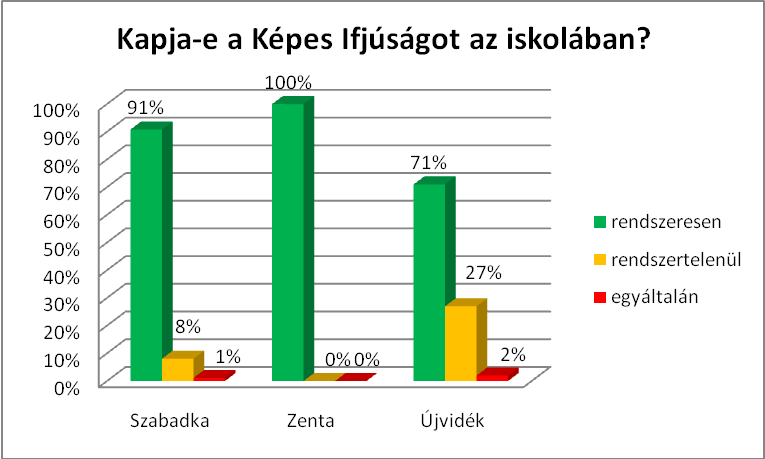 Kapja-e a Képes Ifjúságot az iskolában?
100%
90%
80%
70%
60%
50%
40%
30%
20%
10%
0%
91%
8%
1%
100%
0%
0%
71%
27%
2%
Szabadka
Zenta
Újvidék
rendszeresen
rendszertelenül
egyáltalán